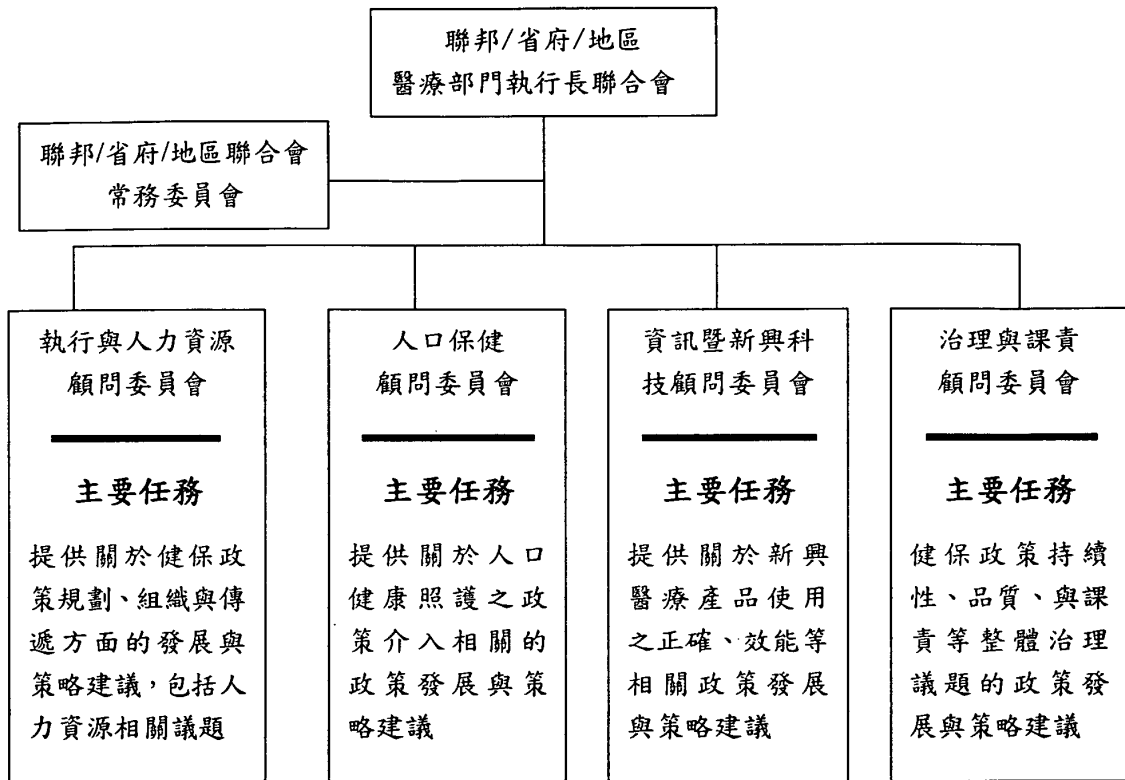 聯邦/省府/地區
醫療部門執行長聯合會
聯邦/省府/地區聯合會
常務委員會
執行與人力資源
顧問委員會
主要任務
提供關於健保政
策規劃、組織與傳
遞方面的發展與
策略建議，包括人
力資源相關議題
人口保健
顧問委員會
主要任務
提供關於人口
健康照護之政
策介入相關的
政策發展與策
略建議
資訊暨新興科
技顧問委員會
主要任務
提供關於新興
醫療產品使用
之正確、效能等
相關政策發展
與策略建議
治理與課責
顧問委員會
主要任務
健保政策持續
性、品質、與課
責等整體治理
議題的政策發
展與策略建議